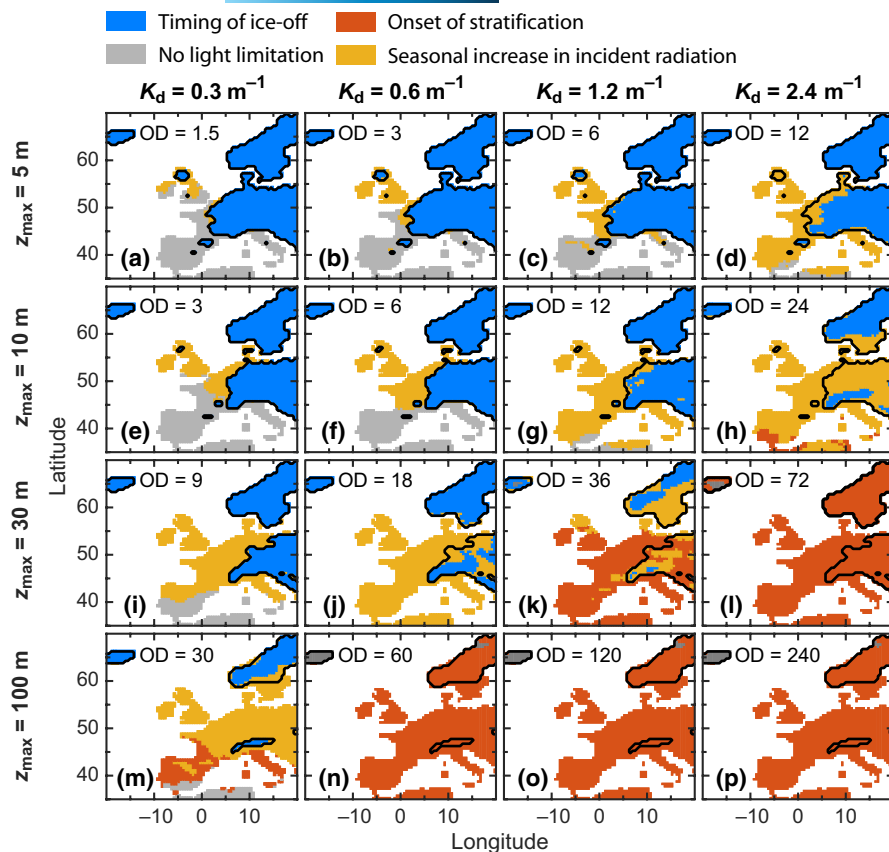 Timing of ice-off Onset of stratification
No light limitation Seasonal increase in incident radiation
Kd = 0.3 m−1 Kd = 0.6 m−1 Kd = 1.2 m−1 Kd = 2.4 m−1
zmax = 5 m
60
50
40
OD = 1.5
(a)
OD = 3
(b)
OD = 6
(c)
OD = 12
(d)
zmax = 10 m
60
50
40
OD = 3
(e)
OD = 6
(f)
OD = 12
(g)
OD = 24
(h)
Latitude
zmax = 30 m
60
50
40
OD = 9
(i)
OD = 18
(j)
OD = 36
(k)
OD = 72
(l)
zmax = 100 m
60
50
40
OD = 30
(m)
OD = 60
(n)
OD = 120
(o)
OD = 240
(p)
−10 0 10 −10 0 10 −10 0 10 −10 0 10
Longitude